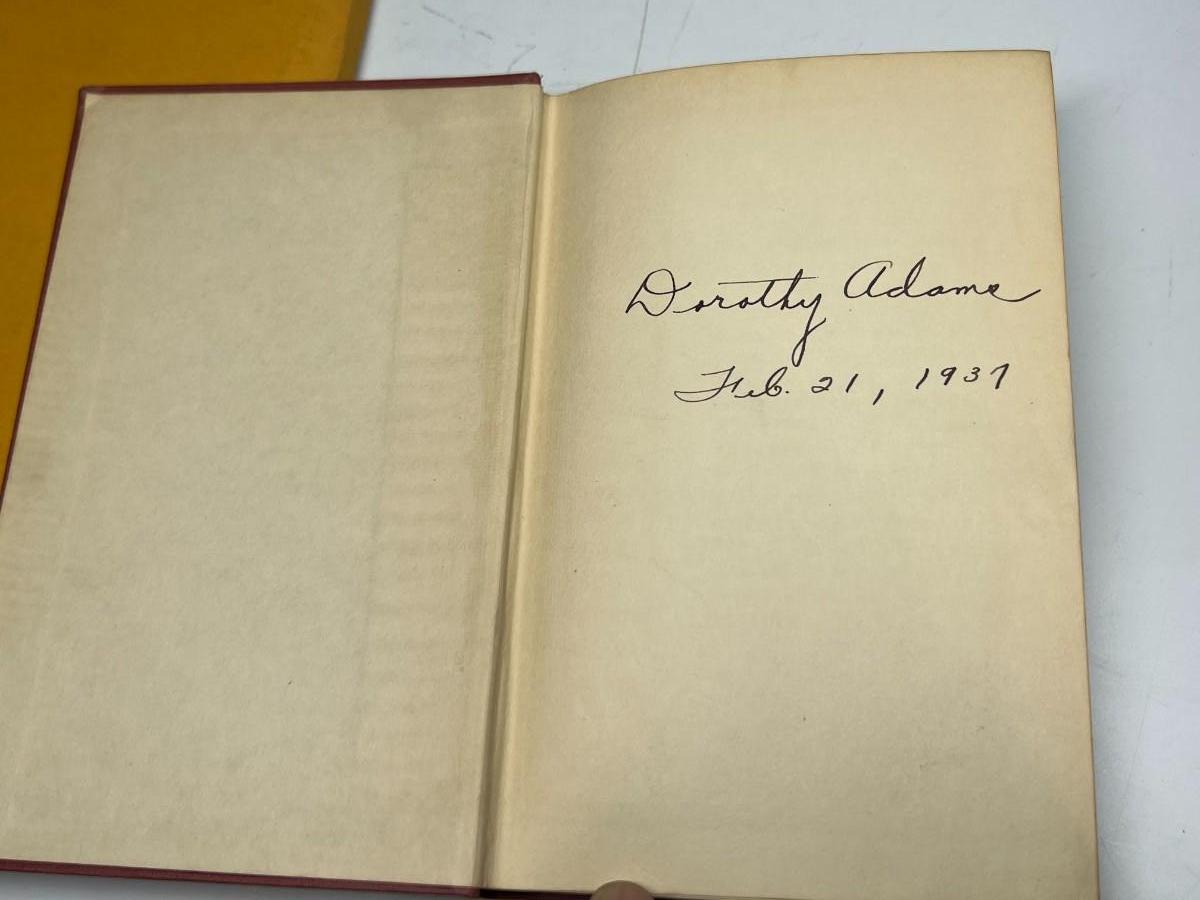 Dorothy Adams
Feb. 21, 1937